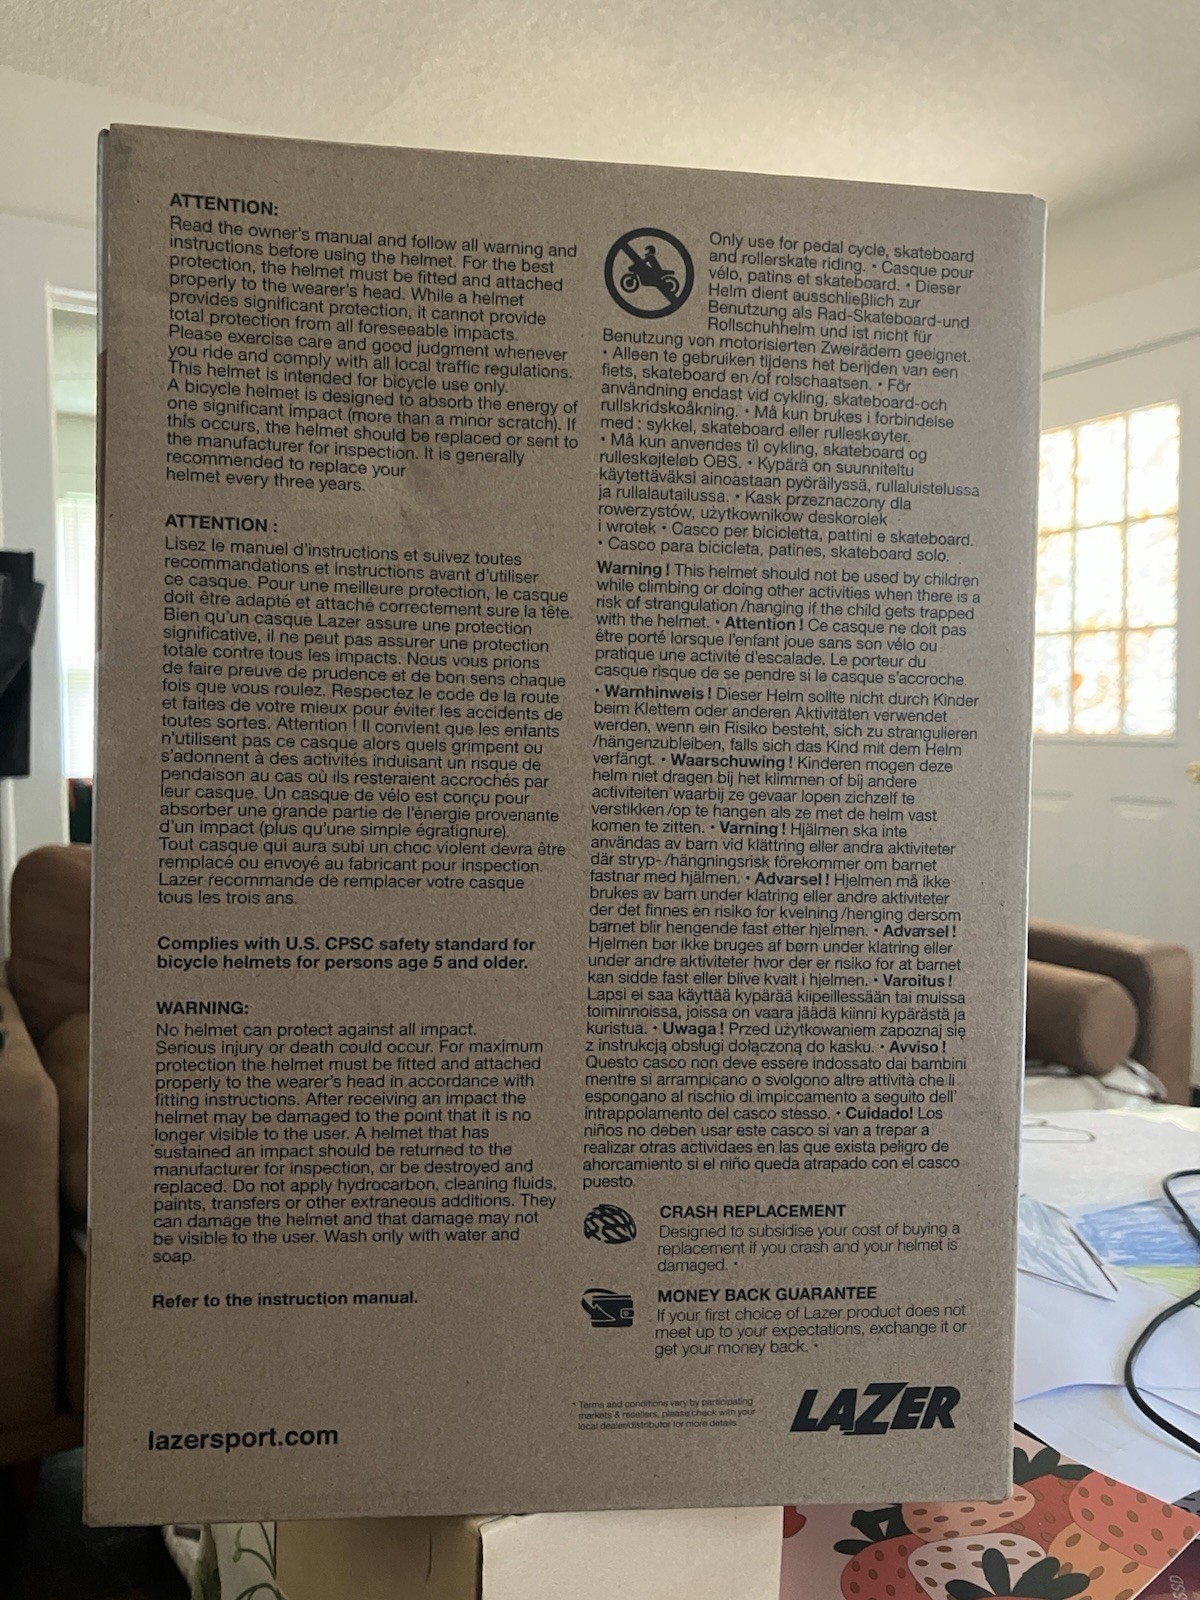 ATTENTION:
Read the owner's manual and follow all warning and
instructions before using the helmet. For the best
protection, the helmet must be fitted and attached
properly to the wearer's head. While a helmet
provides significant protection, it cannot provide
total protection from all foreseeable impacts.
Please exercise care and good judgment whenever
you ride and comply with all local traffic regulations.
This helmet is intended for bicycle use only.
A bicycle helmet is designed to absorb the energy of
one significant impact (more than a minor scratch). If
this occurs, the helmet should be replaced or sent to
the manufacturer for inspection. It is generally
recommended to replace your
helmet every three years.
ATTENTION :
Lisez le manuel d'instructions et suivez toutes
recommandations et instructions avant d'utiliser
ce casque. Pour une meilleure protection, le casque
doit être adapté et attaché correctement sure la tête.
Bien qu'un casque Lazer assure une protection
significative, il ne peut pas assurer une protection
totale contre tous les impacts. Nous vous prions
de faire preuve de prudence et de bon sens chaque
fois que vous roulez. Respectez le code de la route
et faites de votre mieux pour éviter les accidents de
toutes sortes. Attention ! Il convient que les enfants
n'utilisent pas ce casque alors quels grimpent ou
s'adonnent à des activités induisant un risque de
pendaison au cas où ils resteraient accrochés par
leur casque. Un casque de vélo est conçu pour
absorber une grande partie de l'énergie provenante
d'un impact (plus qu'une simple égratignure).
Tout casque qui aura subi un choc violent devra être
remplacé ou envoyé au fabricant pour inspection.
Lazer recommande de remplacer votre casque
tous les trois ans.
Complies with U.S. CPSC safety standard for
bicycle helmets for persons age 5 and older.
WARNING:
No helmet can protect against all impact.
Serious injury or death could occur. For maximum
protection the helmet must be fitted and attached
properly to the wearer's head in accordance with
fitting instructions. After receiving an impact the
helmet may be damaged to the point that it is no
longer visible to the user. A helmet that has
sustained an impact should be returned to the
manufacturer for inspection, or be destroyed and
replaced. Do not apply hydrocarbon, cleaning fluids,
paints, transfers or other extraneous additions. They
can damage the helmet and that damage may not
be visible to the user. Wash only with water and
soap.
Refer to the instruction manual.
lazersport.com
Only use for pedal cycle, skateboard
and rollerskate riding. • Casque pour
vélo, patins et skateboard. • Dieser
Helm dient ausschließlich zur
Benutzung als Rad-Skateboard-und
Rollschuhhelm und ist nicht für
Benutzung von motorisierten Zweirädern geeignet.
• Alleen te gebruiken tijdens het berijden van een
fiets, skateboard en /of rolschaatsen. • För
användning endast vid cykling, skateboard-och
rullskridskoåkning. • Må kun brukes i forbindelse
med : sykkel, skateboard eller rulleskøyter.
• Må kun anvendes til cykling, skateboard og
rulleskøjteløb OBS. • Kypärä on suunniteltu
käytettäväksi ainoastaan pyöräilyssä, rullaluistelussa
ja rullalautailussa. • Kask przeznaczony dla
rowerzystów, użytkowników deskorolek
i wrotek • Casco per bicicletta, pattini e skateboard.
• Casco para bicicleta, patines, skateboard solo.
Warning ! This helmet should not be used by children
while climbing or doing other activities when there is a
risk of strangulation /hanging if the child gets trapped
with the helmet. • Attention ! Ce casque ne doit pas
être porté lorsque l'enfant joue sans son vélo ou
pratique une activité d'escalade. Le porteur du
casque risque de se pendre si le casque s'accroche.
• Warnhinweis ! Dieser Helm sollte nicht durch Kinder
beim Klettern oder anderen Aktivitäten verwendet
werden, wenn ein Risiko besteht, sich zu strangulieren
/hängenzubleiben, falls sich das Kind mit dem Helm
verfängt. • Waarschuwing ! Kinderen mogen deze
helm niet dragen bij het klimmen of bij andere
activiteiten waarbij ze gevaar lopen zichzelf te
verstikken /op te hangen als ze met de helm vast
komen te zitten. • Varning ! Hjälmen ska inte
användas av barn vid klättring eller andra aktiviteter
där stryp- /hängningsrisk förekommer om barnet
fastnar med hjälmen. • Advarsel ! Hjelmen må ikke
brukes av barn under klatring eller andre aktiviteter
der det finnes en risiko for kvelning /henging dersom
barnet blir hengende fast etter hjelmen. • Advarsel !
Hjelmen bør ikke bruges af børn under klatring eller
under andre aktiviteter hvor der er risiko for at barnet
kan sidde fast eller blive kvalt i hjelmen. • Varoitus !
Lapsi ei saa käyttää kypärää kiipeillessään tai muissa
toiminnoissa, joissa on vaara jäädä kiinni kypärästä ja
kuristua. • Uwaga ! Przed użytkowaniem zapoznaj się
z instrukcją obsługi dołączoną do kasku. • Avviso !
Questo casco non deve essere indossato dai bambini
mentre si arrampicano o svolgono altre attività che li
espongano al rischio di impiccamento a seguito dell'
intrappolamento del casco stesso. • Cuidado! Los
niños no deben usar este casco si van a trepar a
realizar otras actividaes en las que exista peligro de
ahorcamiento si el niño queda atrapado con el casco
puesto.
CRASH REPLACEMENT
Designed to subsidise your cost of buying a
replacement if you crash and your helmet is
damaged. *
MONEY BACK GUARANTEE
If your first choice of Lazer product does not
meet up to your expectations, exchange it or
get your money back. *
* Terms and conditions vary by participating
markets & resellers, please check with your
local dealer/distributor for more details
LAZER